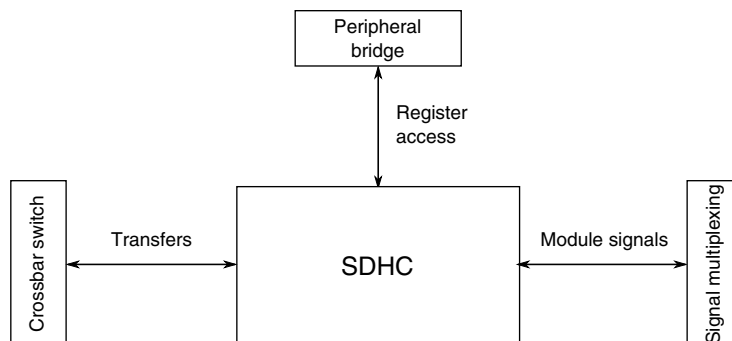 Peripheral
bridge
Register
access
Crossbar switch
Transfers
SDHC
Module signals
Signal multiplexing